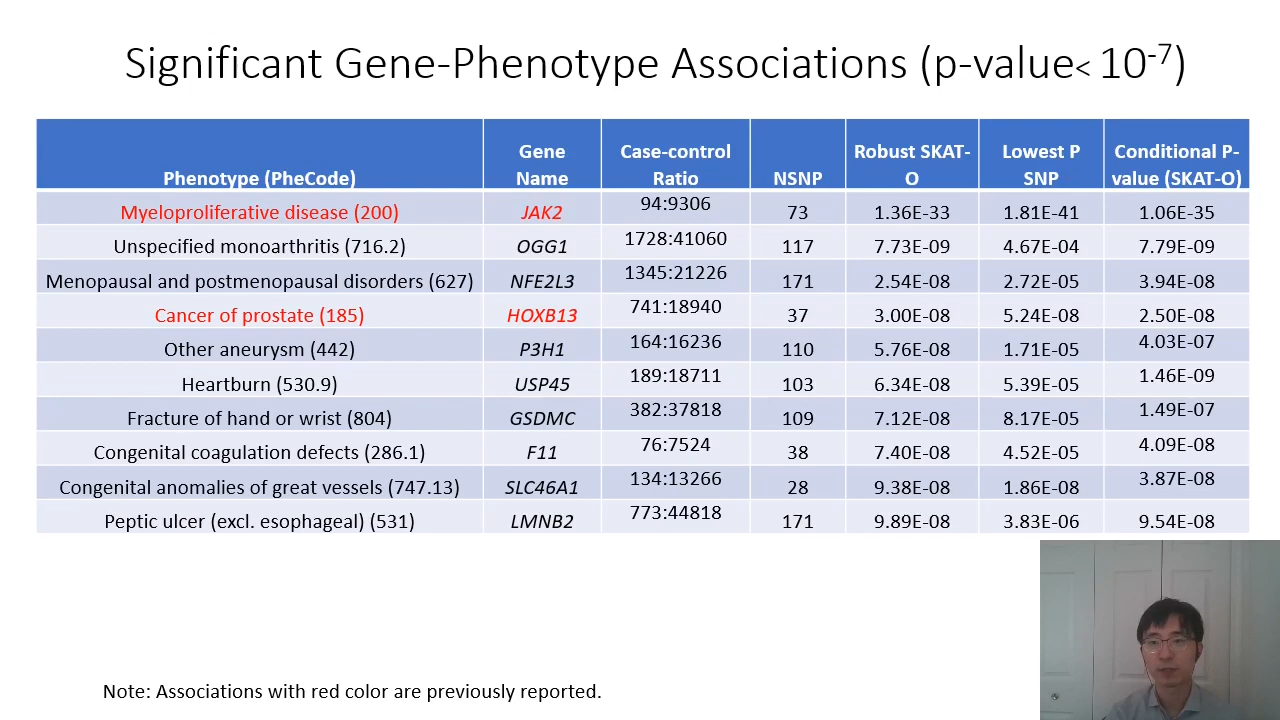 Significant Gene-Phenotype Associations (p-value< 10-7)
Phenotype (PheCode) Gene Name Case-control Ratio NSNP Robust SKAT-O Lowest P SNP Conditional P-value (SKAT-O)
Myeloproliferative disease (200) JAK2 94:9306 73 1.36E-33 1.81E-41 1.06E-35
Unspecified monoarthritis (716.2) OGG1 1728:41060 117 7.73E-09 4.67E-04 7.79E-09
Menopausal and postmenopausal disorders (627) NFE2L3 1345:21226 171 2.54E-08 2.72E-05 3.94E-08
Cancer of prostate (185) HOXB13 741:18940 37 3.00E-08 5.24E-08 2.50E-08
Other aneurysm (442) P3H1 164:16236 110 5.76E-08 1.71E-05 4.03E-07
Heartburn (530.9) USP45 189:18711 103 6.34E-08 5.39E-05 1.46E-09
Fracture of hand or wrist (804) GSDMC 382:37818 109 7.12E-08 8.17E-05 1.49E-07
Congenital coagulation defects (286.1) F11 76:7524 38 7.40E-08 4.52E-05 4.09E-08
Congenital anomalies of great vessels (747.13) SLC46A1 134:13266 28 9.38E-08 1.86E-08 3.87E-08
Peptic ulcer (excl. esophageal) (531) LMNB2 773:44818 171 9.89E-08 3.83E-06 9.54E-08
Note: Associations with red color are previously reported.